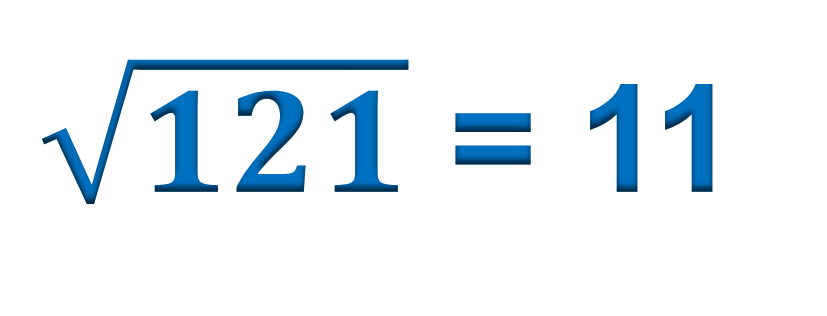 √121 = 11